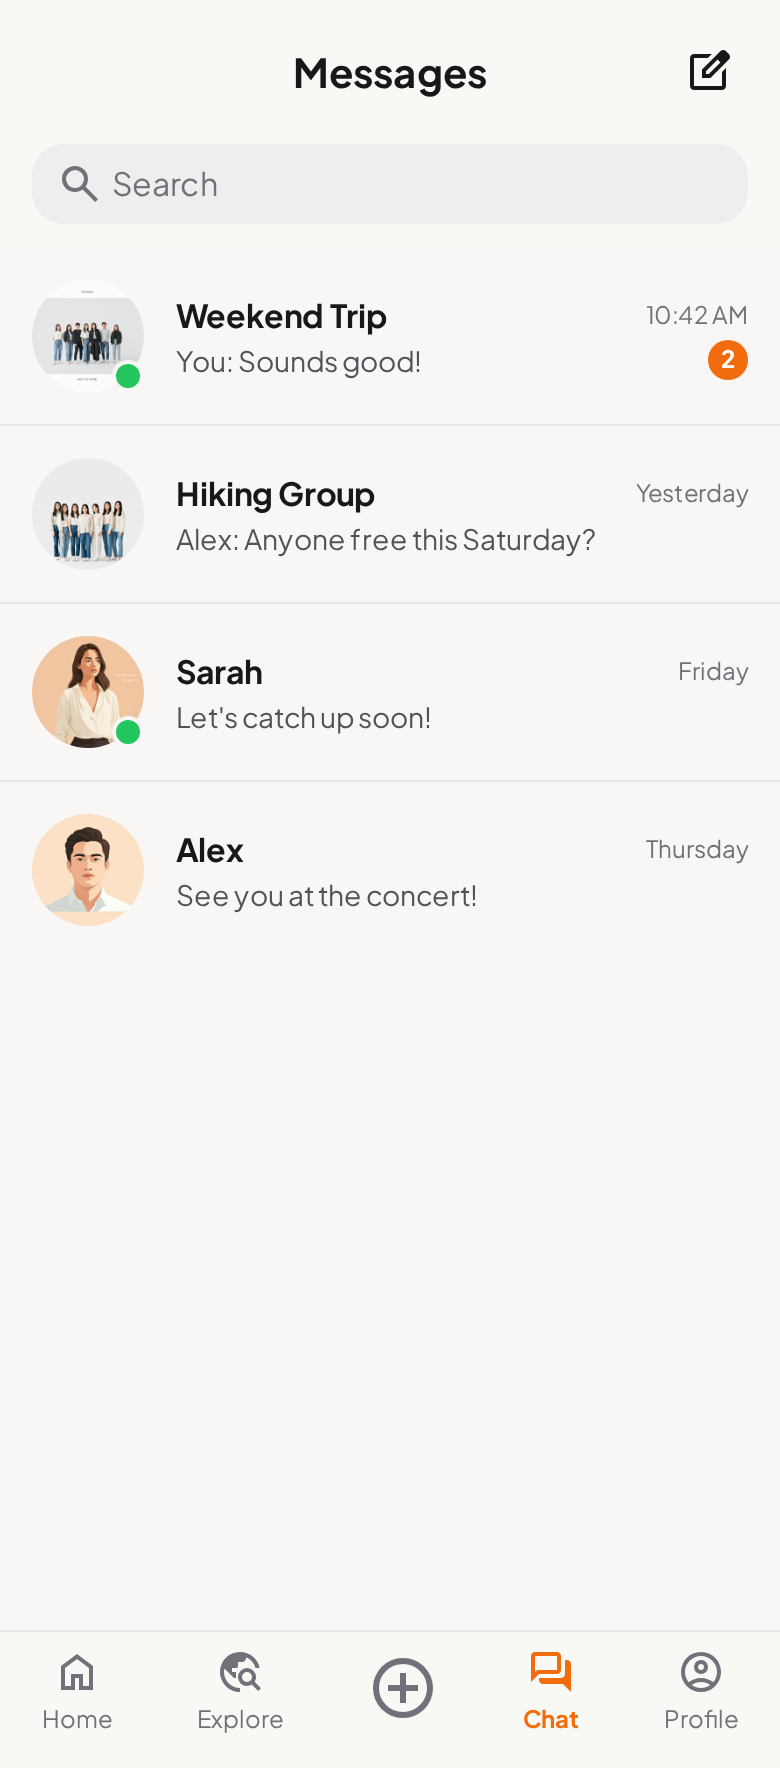 Messages
Search
Weekend Trip
10:42 AM
You: Sounds good!
2
Hiking Group
Yesterday
Alex: Anyone free this Saturday?
Sarah
Friday
Let's catch up soon!
Alex
Thursday
See you at the concert!
Home
Explore
Chat
Profile